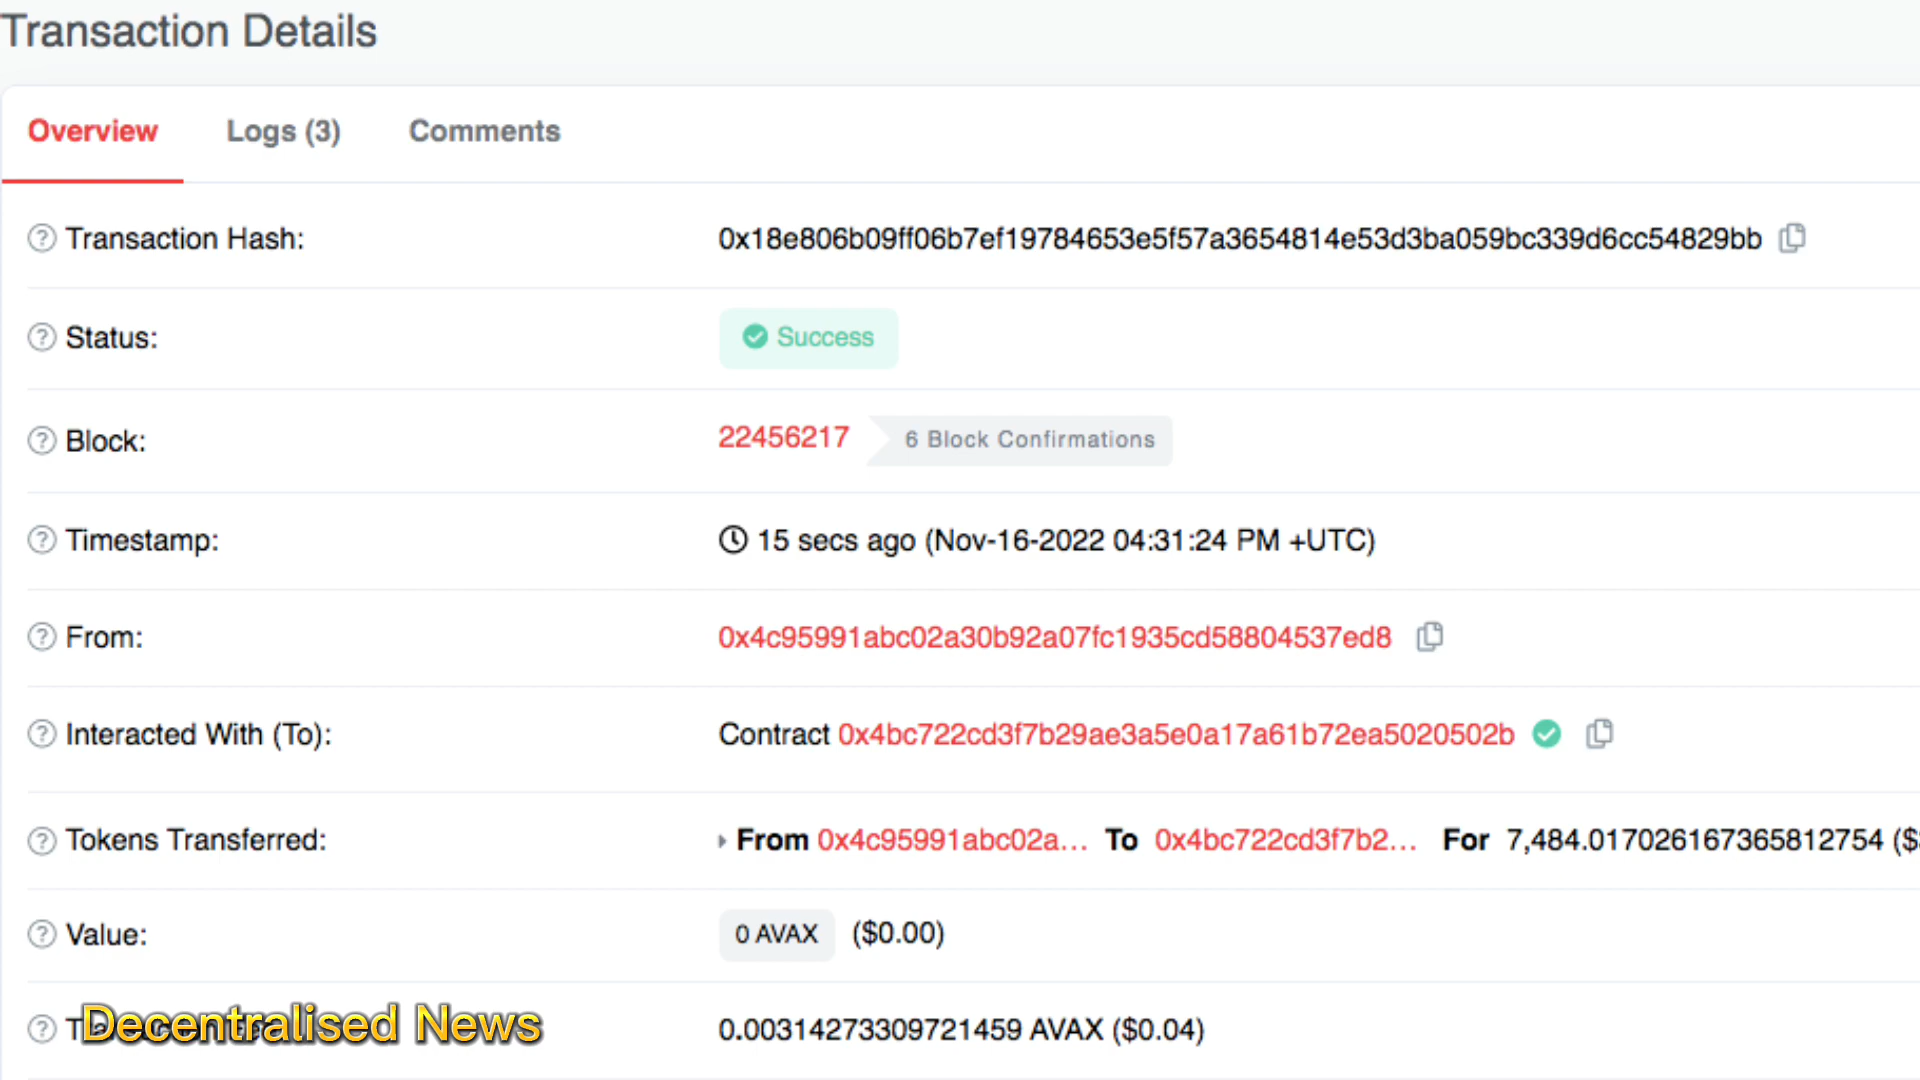 Transaction Details
Overview Logs (3) Comments
Transaction Hash: 0x18e806b09ff06b7ef19784653e5f57a3654814e53d3ba059bc339d6cc54829bb
Status: Success
Block: 22456217 6 Block Confirmations
Timestamp: 15 secs ago (Nov-16-2022 04:31:24 PM +UTC)
From: 0x4c95991abc02a30b92a07fc1935cd58804537ed8
Interacted With (To): Contract 0x4bc722cd3f7b29ae3a5e0a17a61b72ea5020502b
Tokens Transferred: From 0x4c95991abc02a... To 0x4bc722cd3f7b2... For 7,484.017026167365812754 ($
Value: 0 AVAX ($0.00)
Decentralised News 0.00314273309721459 AVAX ($0.04)